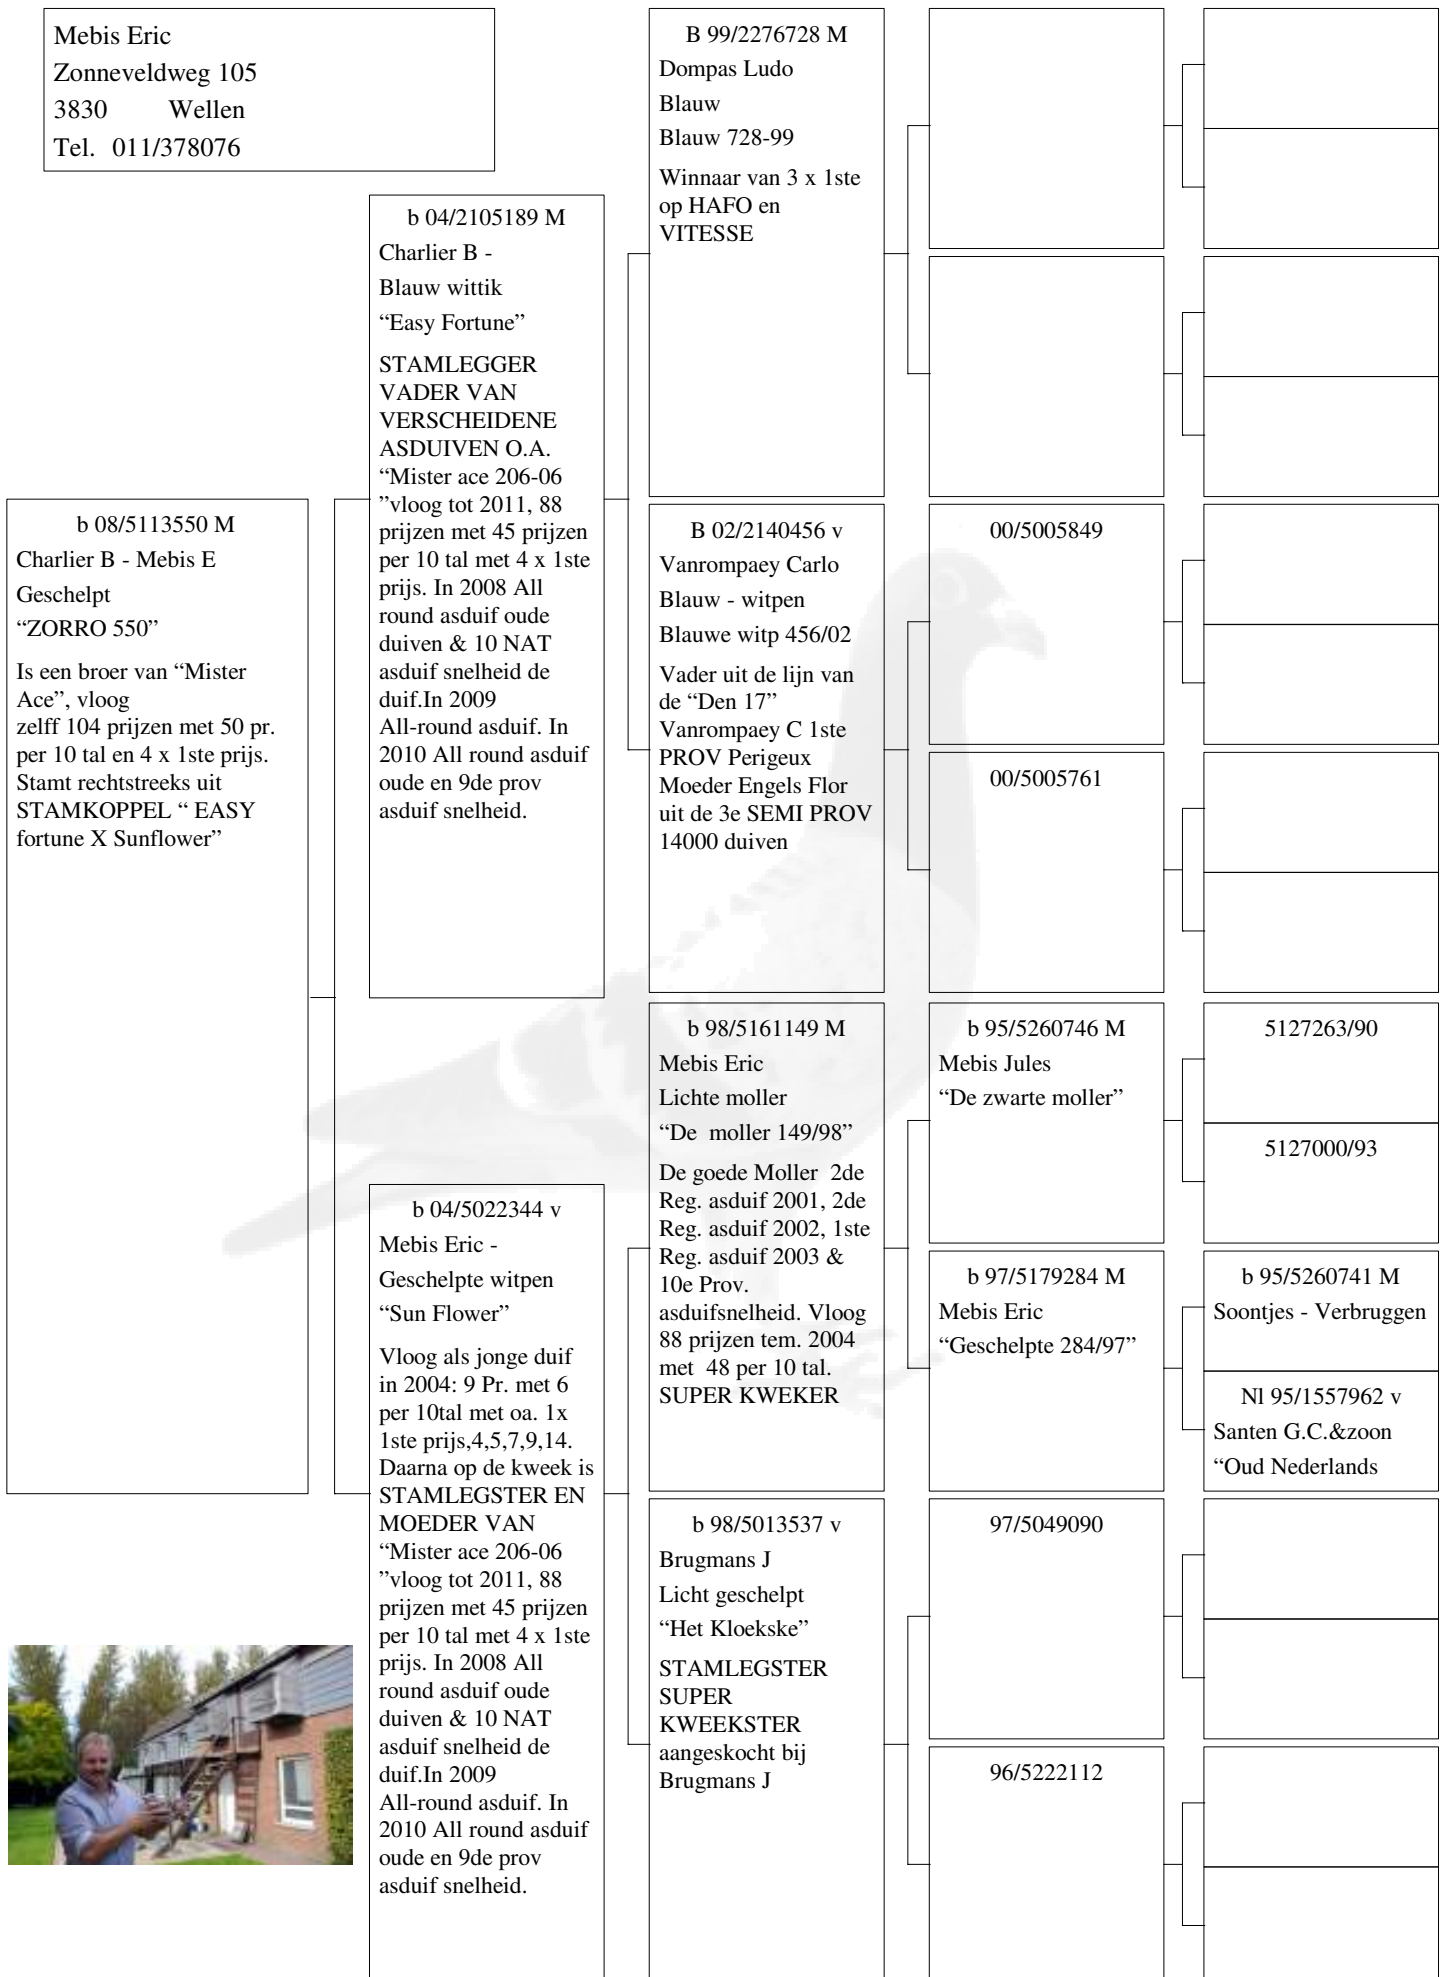 Mebis Eric
Zonneveldweg 105
3830 Wellen
Tel. 011/378076
b 08/5113550 M
Charlier B - Mebis E
Geschelpt
“ZORRO 550”
Is een broer van “Mister
Ace”, vloog
zelff 104 prijzen met 50 pr.
per 10 tal en 4 x 1ste prijs.
Stamt rechtstreeks uit
STAMKOPPEL “ EASY
fortune X Sunflower”
b 04/2105189 M
Charlier B -
Blauw wittik
“Easy Fortune”
STAMLEGGER
VADER VAN
VERSCHEIDENE
ASDUIVEN O.A.
“Mister ace 206-06
”vloog tot 2011, 88
prijzen met 45 prijzen
per 10 tal met 4 x 1ste
prijs. In 2008 All
round asduif oude
duiven & 10 NAT
asduif snelheid de
duif.In 2009
All-round asduif. In
2010 All round asduif
oude en 9de prov
asduif snelheid.
b 04/5022344 v
Mebis Eric -
Geschelpte witpen
“Sun Flower”
Vloog als jonge duif
in 2004: 9 Pr. met 6
per 10tal met oa. 1x
1ste prijs,4,5,7,9,14.
Daarna op de kweek is
STAMLEGSTER EN
MOEDER VAN
“Mister ace 206-06
”vloog tot 2011, 88
prijzen met 45 prijzen
per 10 tal met 4 x 1ste
prijs. In 2008 All
round asduif oude
duiven & 10 NAT
asduif snelheid de
duif.In 2009
All-round asduif. In
2010 All round asduif
oude en 9de prov
asduif snelheid.
B 99/2276728 M
Dompas Ludo
Blauw
Blauw 728-99
Winnaar van 3 x 1ste
op HAFO en
VITESSE
B 02/2140456 v
Vanrompaey Carlo
Blauw - witpen
Blauwe witp 456/02
Vader uit de lijn van
de “Den 17”
Vanrompaey C 1ste
PROV Perigeux
Moeder Engels Flor
uit de 3e SEMI PROV
14000 duiven
b 98/5161149 M
Mebis Eric
Lichte moller
“De moller 149/98”
De goede Moller 2de
Reg. asduif 2001, 2de
Reg. asduif 2002, 1ste
Reg. asduif 2003 &
10e Prov.
asduifsnelheid. Vloog
88 prijzen tem. 2004
met 48 per 10 tal.
SUPER KWEKER
b 98/5013537 v
Brugmans J
Licht geschelpt
“Het Kloekske”
STAMLEGSTER
SUPER
KWEEKSTER
aangeskocht bij
Brugmans J
00/5005849
00/5005761
b 95/5260746 M
Mebis Jules
“De zwarte moller”
b 97/5179284 M
Mebis Eric
“Geschelpte 284/97”
97/5049090
96/5222112
5127263/90
5127000/93
b 95/5260741 M
Soontjes - Verbruggen
Nl 95/1557962 v
Santen G.C.&zoon
“Oud Nederlands